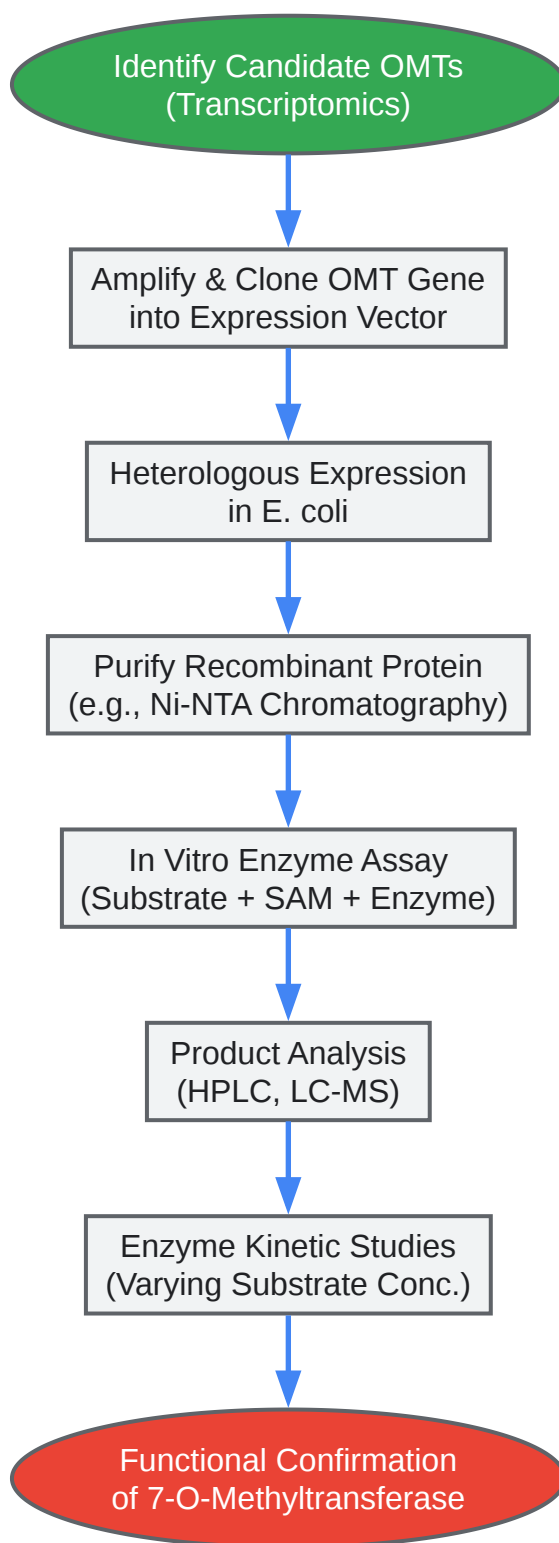 Identify Candidate OMTs
(Transcriptomics)
Amplify & Clone OMT Gene
into Expression Vector
Heterologous Expression
in E. coli
Purify Recombinant Protein
(e.g., Ni-NTA Chromatography)
In Vitro Enzyme Assay
(Substrate + SAM + Enzyme)
Product Analysis
(HPLC, LC-MS)
Enzyme Kinetic Studies
(Varying Substrate Conc.)
Functional Confirmation
of 7-O-Methyltransferase